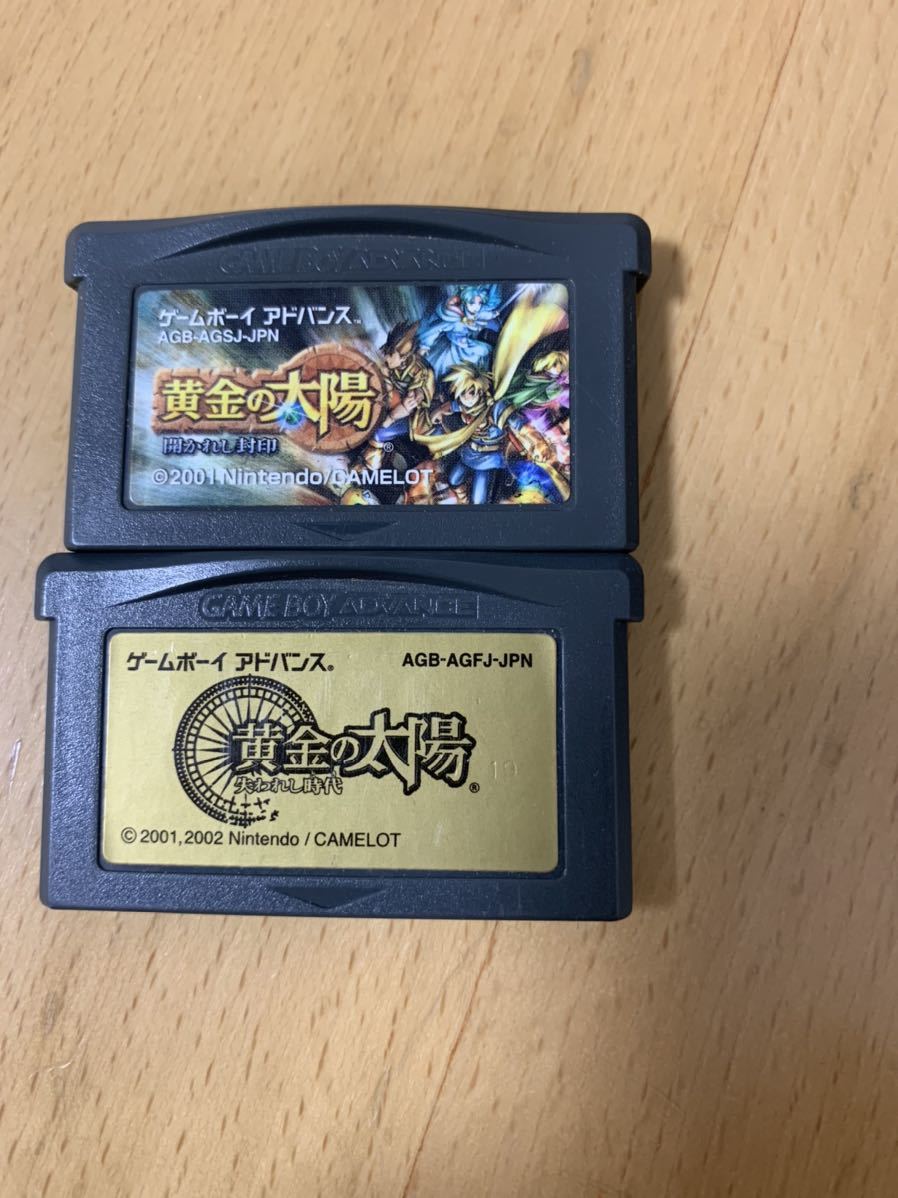 GAME BOY ADVANCE
ゲームボーイ アドバンス™
AGB-AGSJ-JPN
黄金の太陽
開かれし封印
®
©2001 Nintendo/CAMELOT
GAME BOY ADVANCE
ゲームボーイ アドバンス®
AGB-AGFJ-JPN
黄金の太陽
失われし時代
®
19
©2001,2002 Nintendo / CAMELOT